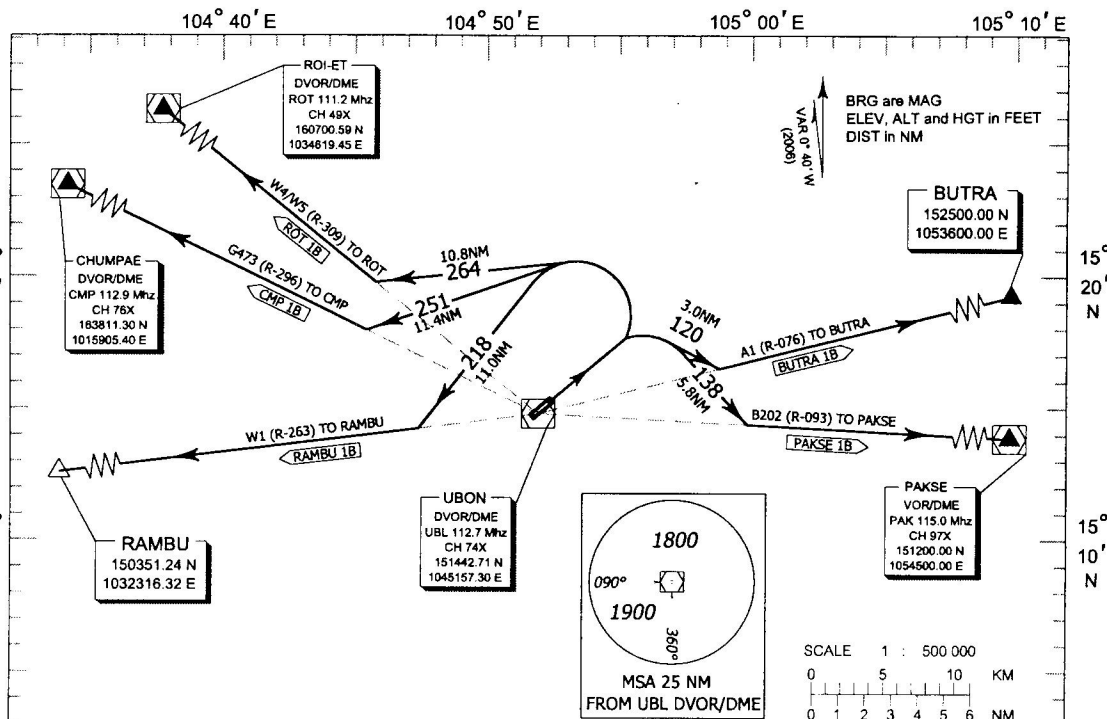 104° 40′
104° 50′
105° 00′
105° 10′
ROI-ET
DVOR/DME
ROT 111.2 Mhz
CH 49X
160700.59 N
1034619.45 E
VAR 0° 40′ W
(2006)
BRG are MAG
ELEV, ALT and HGT in FEET
DIST in NM
BUTRA
152500.00 N
1053600.00 E
CHUMPAE
DVOR/DME
CMP 112.9 Mhz
CH 76X
163811.30 N
1015905.40 E
W4/W5 (R-309) TO ROT
ROT 1B
G473 (R-296) TO CMP
CMP 1B
10.8NM
264
251
11.4NM
218
11.0NM
3.0NM
120
138
5.8NM
A1 (R-076) TO BUTRA
BUTRA 1B
15°
20′
N
W1 (R-263) TO RAMBU
RAMBU 1B
B202 (R-093) TO PAKSE
PAKSE 1B
RAMBU
150351.24 N
1032316.32 E
UBON
DVOR/DME
UBL 112.7 Mhz
CH 74X
151442.71 N
1045157.30 E
PAKSE
VOR/DME
PAK 115.0 Mhz
CH 97X
151200.00 N
1054500.00 E
15°
10′
N
1800
090°
1900
360°
MSA 25 NM
FROM UBL DVOR/DME
SCALE 1 : 500 000
0 5 10 KM
0 1 2 3 4 5 6 NM